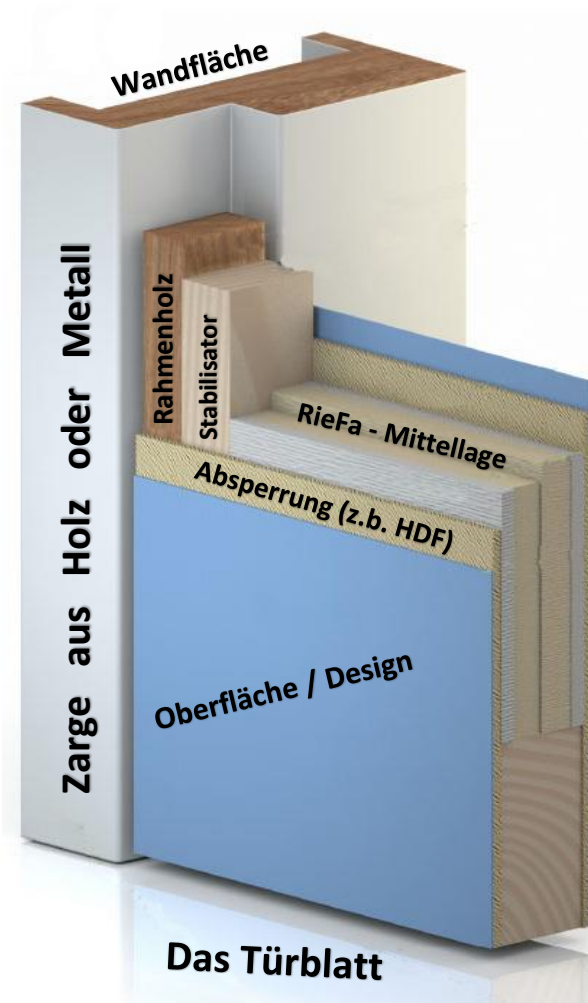 Wandfläche
Zarge aus Holz oder Metall
Rahmenholz
Stabilisator
RieFa - Mittellage
Absperrung (z.b. HDF)
Oberfläche / Design
Das Türblatt